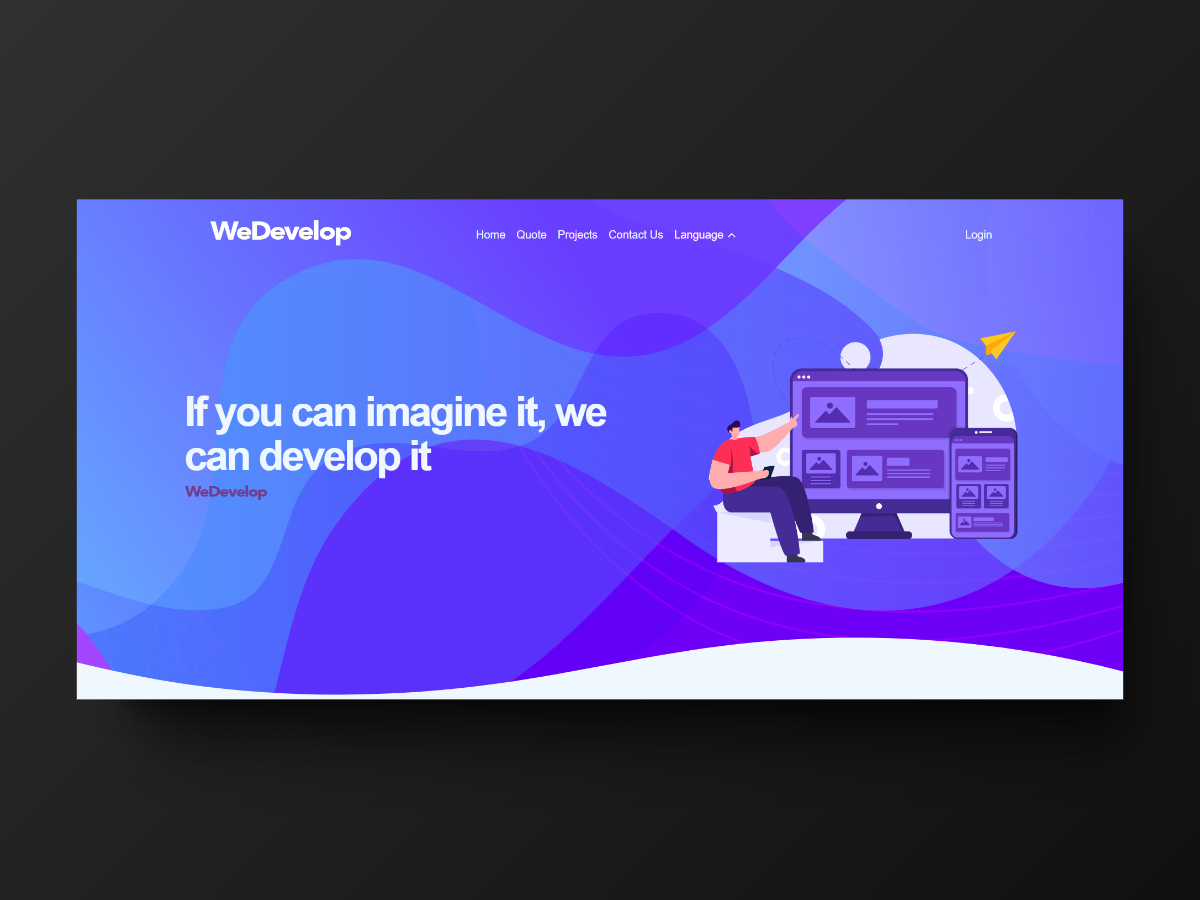 WeDevelop
Home Quote Projects Contact Us Language
Login
If you can imagine it, we
can develop it
WeDevelop